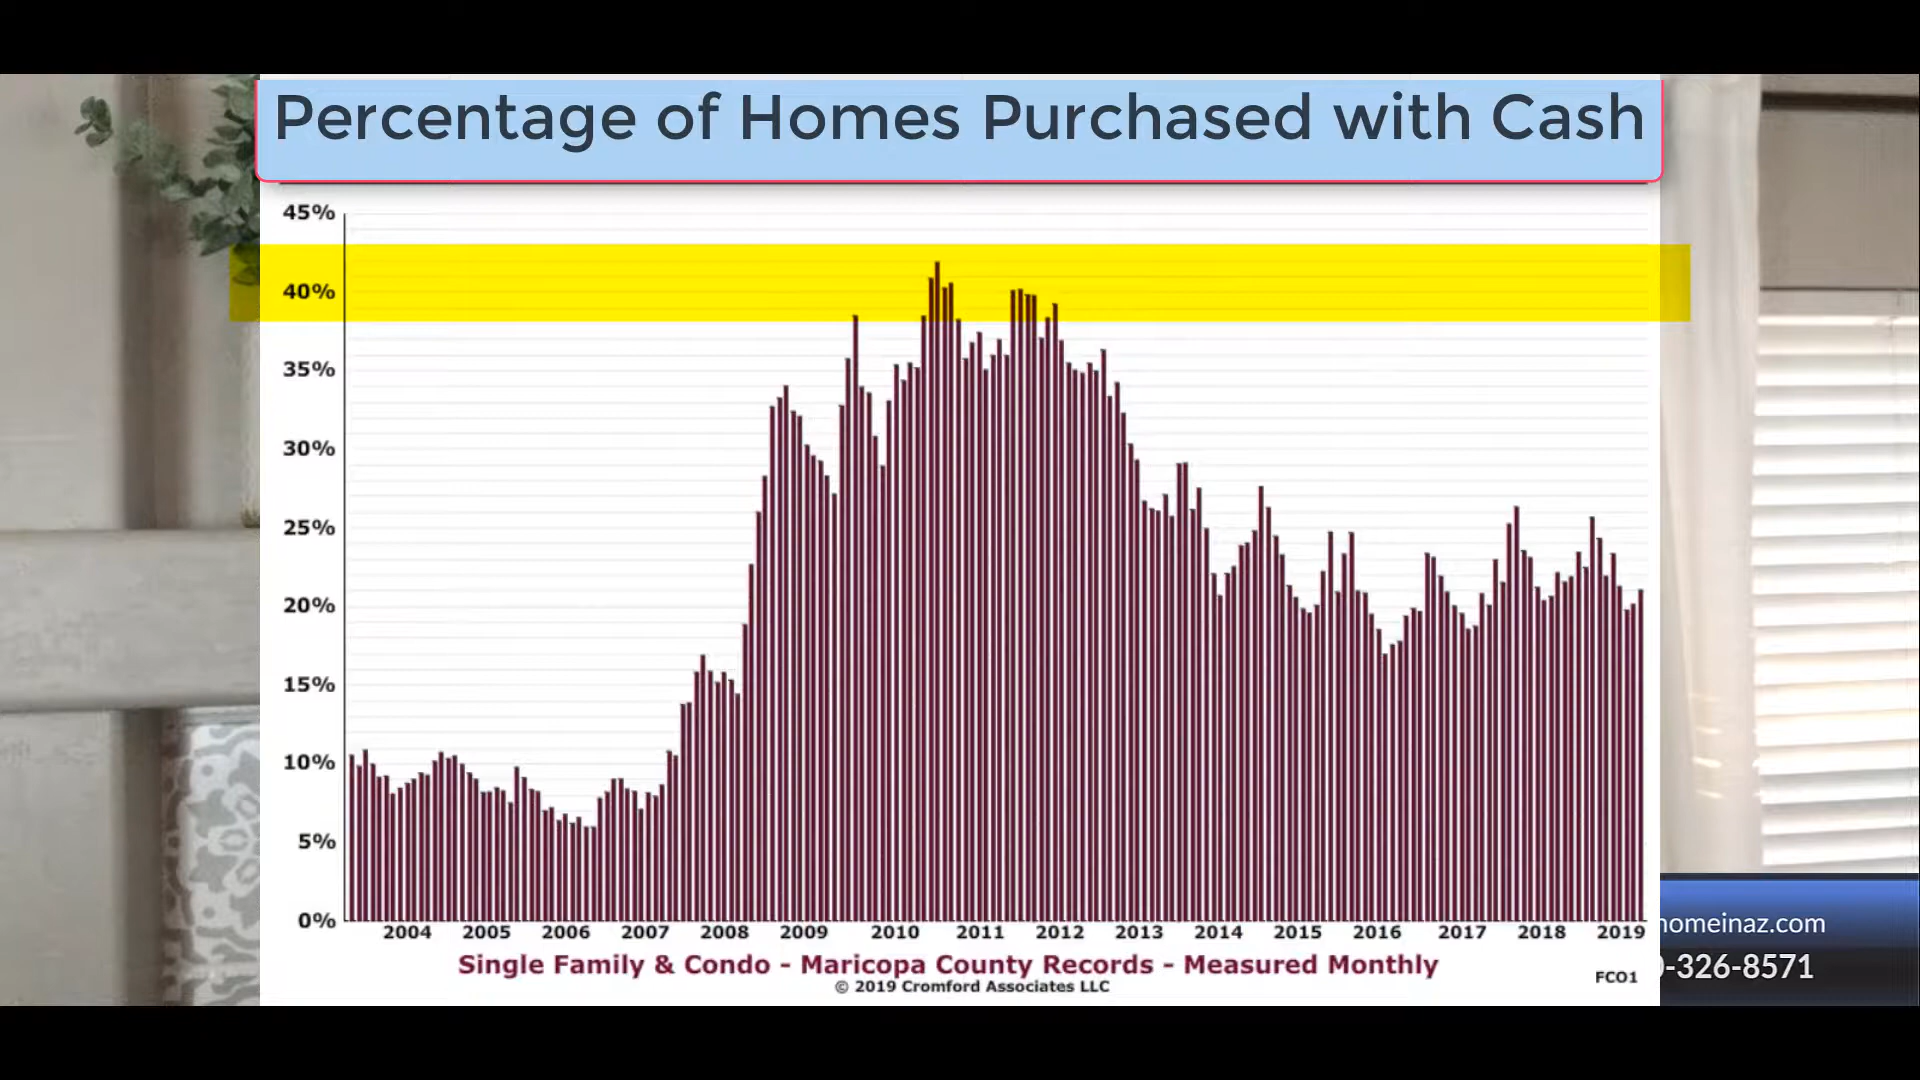 Percentage of Homes Purchased with Cash
45%
40%
35%
30%
25%
20%
15%
10%
5%
0%
2004 2005 2006 2007 2008 2009 2010 2011 2012 2013 2014 2015 2016 2017 2018 2019
Single Family & Condo - Maricopa County Records - Measured Monthly
© 2019 Cromford Associates LLC
FCO1
homeinaz.com
-326-8571